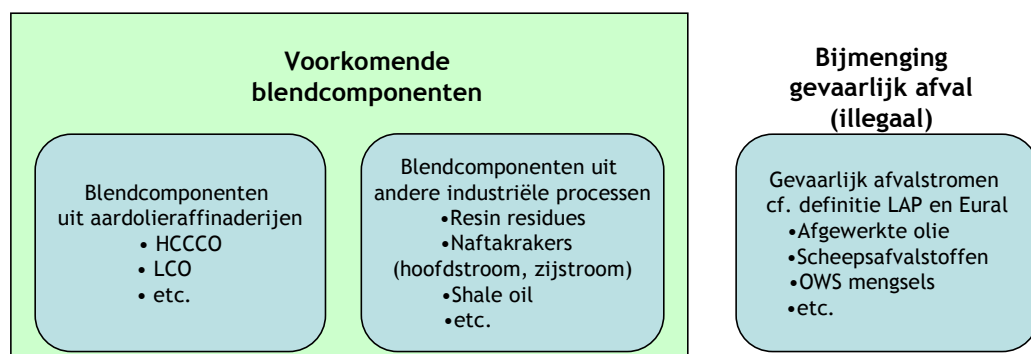 Voorkomende
blendcomponenten
Blendcomponenten
uit aardolieraffinaderijen
• HCCCO
• LCO
• etc.
Blendcomponenten uit
andere industriële processen
•Resin residues
•Naftakrakers
(hoofdstroom, zijstroom)
•Shale oil
•etc.
Bijmenging
gevaarlijk afval
(illegaal)
Gevaarlijk afvalstromen
cf. definitie LAP en Eural
•Afgewerkte olie
•Scheepsafvalstoffen
•OWS mengsels
•etc.